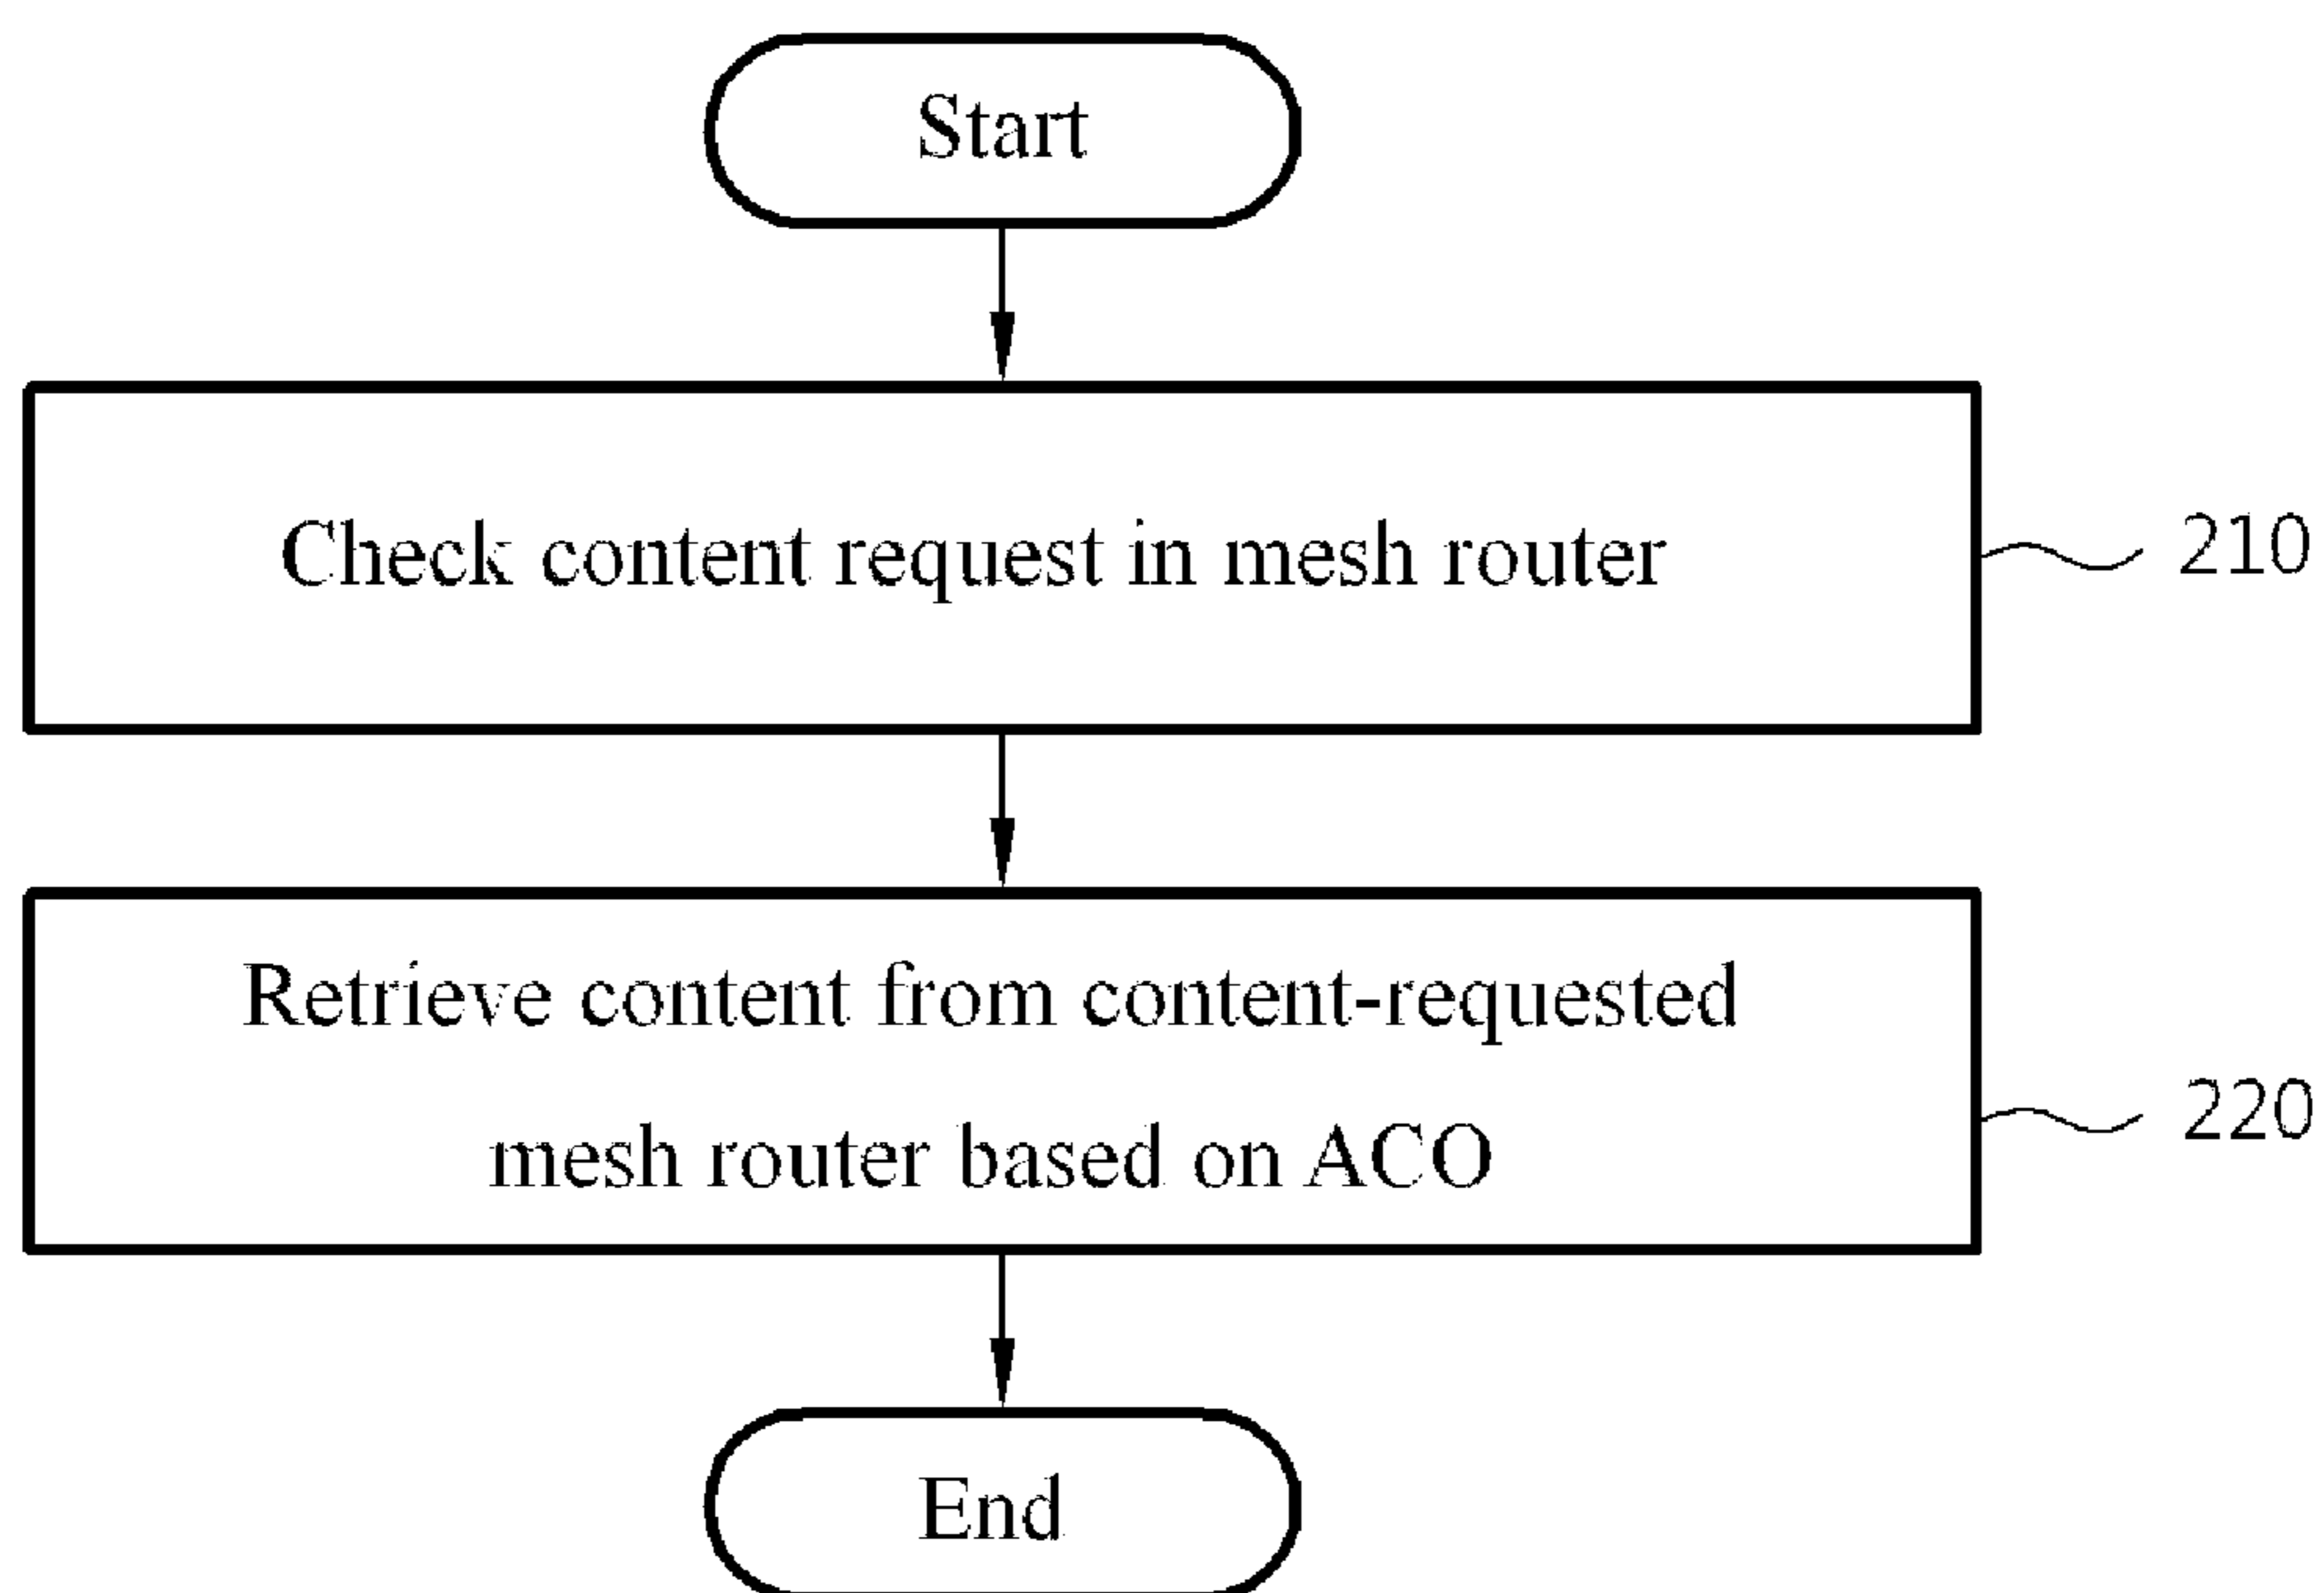 Start
Check content request in mesh router
210
Retrieve content from content-requested
mesh router based on ACO
220
End